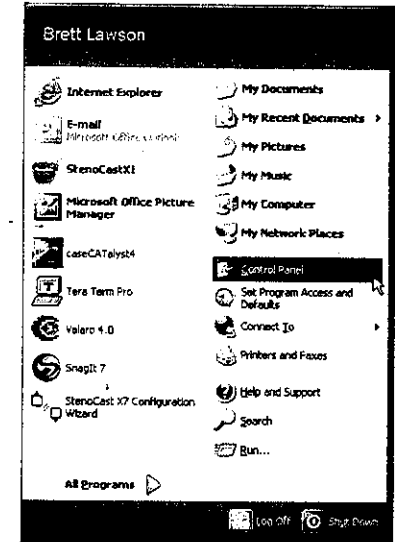 Brett Lawson
Internet Explorer
E-mail
Microsoft Office Outlook
StenoCastXI
Microsoft Office Picture
Manager
caseCATalyst4
Tera Term Pro
4.0
SnagIt 7
StenoCast X7 Configuration
Wizard
All Programs
My Documents
My Recent Documents
My Pictures
My Music
My Computer
My Network Places
Control Panel
Set Program Access and
Defaults
Connect To
Printers and Faxes
Help and Support
Search
Run...
Log Off
Shut Down